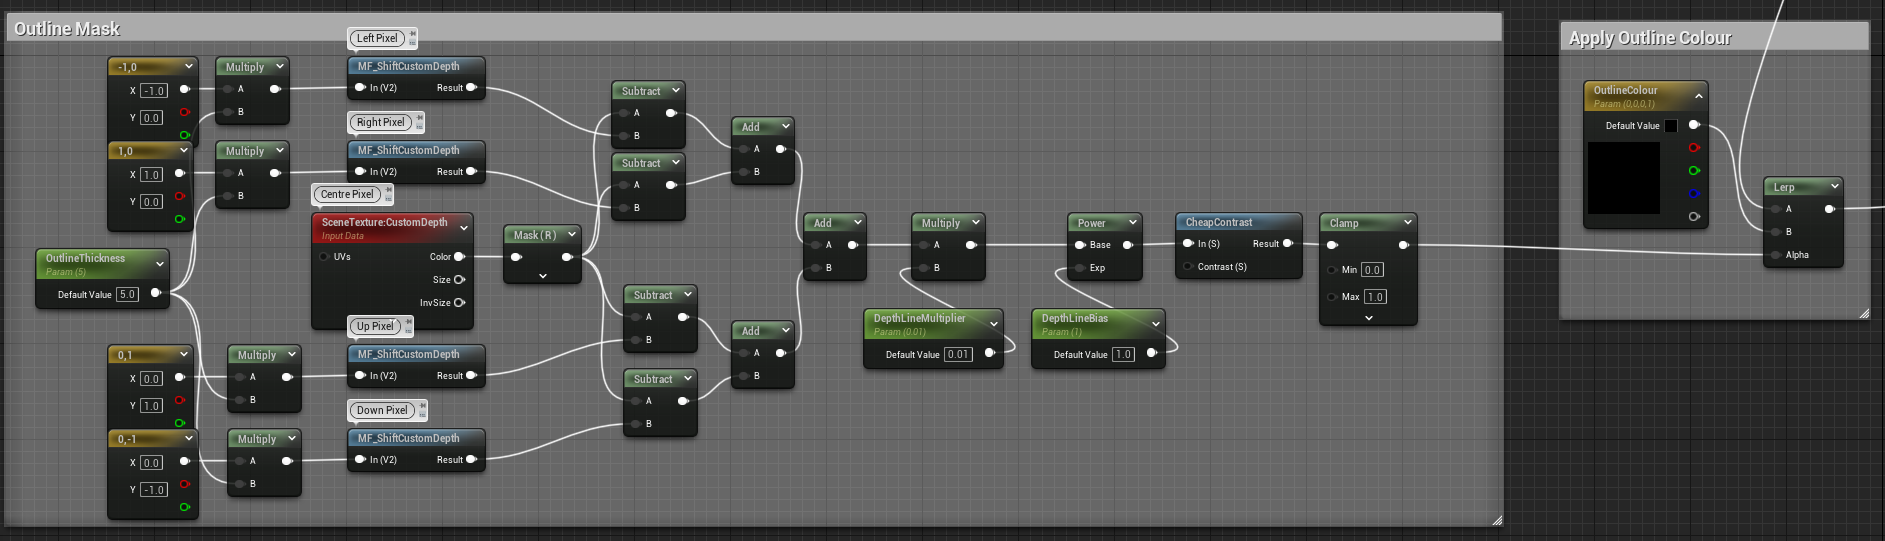 Outline Mask
Left Pixel
-1,0
X -1.0
Y 0.0
Multiply
A
B
MF_ShiftCustomDepth
In (V2) Result
Right Pixel
1,0
X 1.0
Y 0.0
Multiply
A
B
MF_ShiftCustomDepth
In (V2) Result
Centre Pixel
SceneTexture:CustomDepth
Input Data
UVs Color
Size
InvSize
Mask ( R )
OutlineThickness
Param (5)
Default Value 5.0
Up Pixel
0,1
X 0.0
Y 1.0
Multiply
A
B
MF_ShiftCustomDepth
In (V2) Result
Down Pixel
0,-1
X 0.0
Y -1.0
Multiply
A
B
MF_ShiftCustomDepth
In (V2) Result
Subtract
A
B
Subtract
A
B
Add
A
B
Subtract
A
B
Subtract
A
B
Add
A
B
Add
A
B
Multiply
A
B
DepthLineMultiplier
Param (0.01)
Default Value 0.01
Power
Base
Exp
DepthLineBias
Param (1)
Default Value 1.0
CheapContrast
In (S) Result
Contrast (S)
Clamp
Min 0.0
Max 1.0
Apply Outline Colour
OutlineColour
Param (0,0,0,1)
Default Value
Lerp
A
B
Alpha